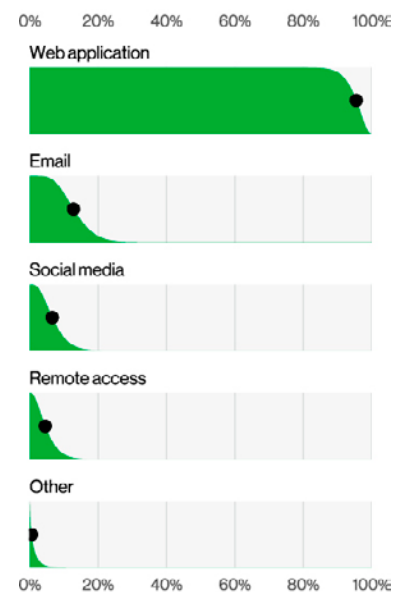 0% 20% 40% 60% 80% 100%
Web application
Email
Social media
Remote access
Other
0% 20% 40% 60% 80% 100%